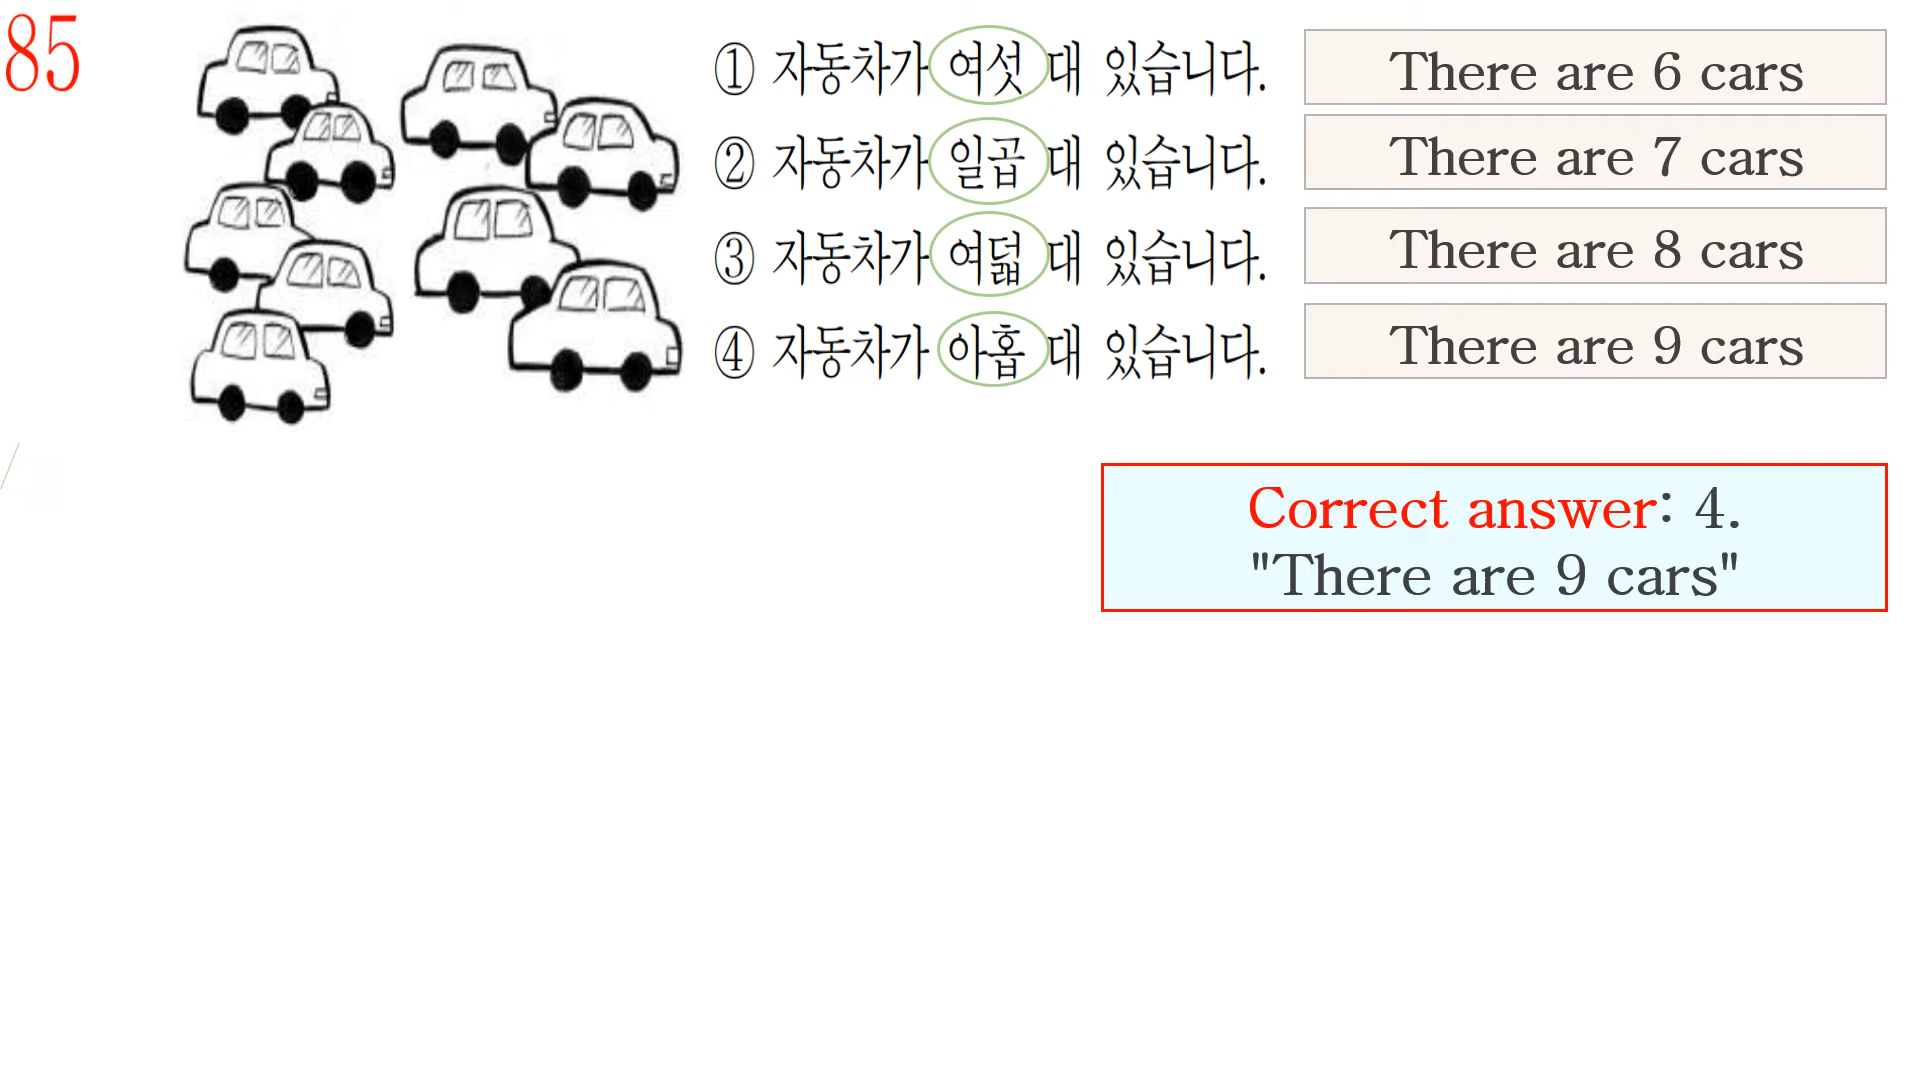 85
① 자동차가 여섯 대 있습니다.
There are 6 cars
② 자동차가 일곱 대 있습니다.
There are 7 cars
③ 자동차가 여덟 대 있습니다.
There are 8 cars
④ 자동차가 아홉 대 있습니다.
There are 9 cars
Correct answer: 4.
"There are 9 cars"